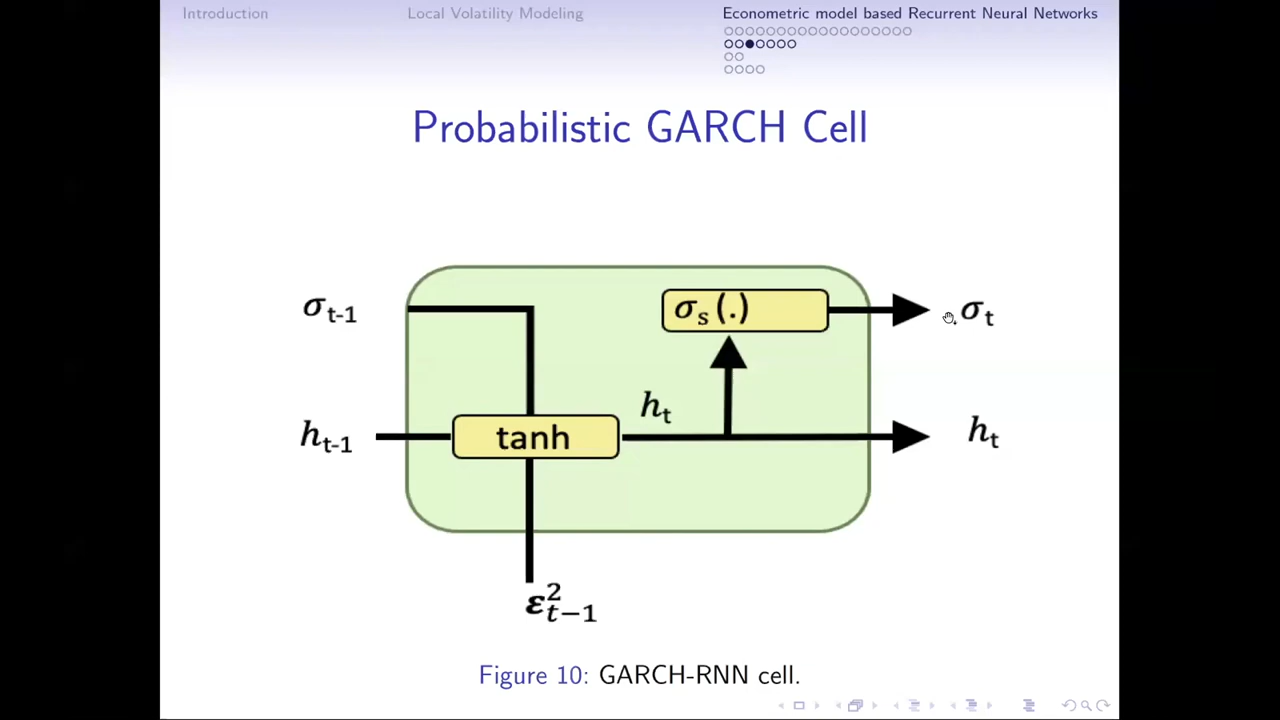 Introduction
Local Volatility Modeling
Econometric model based Recurrent Neural Networks
Probabilistic GARCH Cell
σt-1
σs(.)
σt
ht
ht-1
tanh
ht
ε²t−1
Figure 10: GARCH-RNN cell.